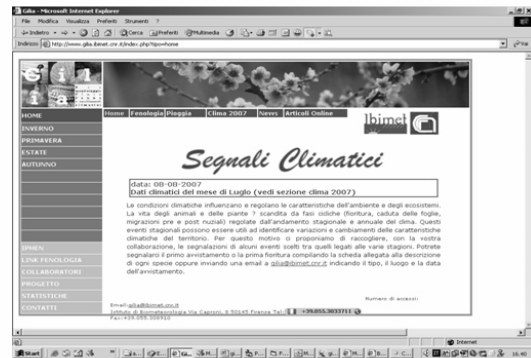 Gilia - Microsoft Internet Explorer
File Modifica Visualizza Preferiti Strumenti ?
Indietro Cerca Preferiti Multimedia
Indirizzo http://www.gilia.ibimet.cnr.it/index.php?tipo=home
Gil
ia
HOME
INVERNO
PRIMAVERA
ESTATE
AUTUNNO
IPHEN
LINK FENOLOGIA
COLLABORATORI
PROGETTO
STATISTICHE
CONTATTI
Home Fenologia Pioggia Clima 2007 News Articoli Online
Ibimet
Segnali Climatici
data: 08-08-2007
Dati climatici del mese di Luglio (vedi sezione clima 2007)
Le condizioni climatiche influenzano e regolano le caratteristiche dell'ambiente e degli ecosistemi.
La vita degli animali e delle piante ? scandita da fasi cicliche (fioritura, caduta delle foglie,
migrazioni pre e post nuziali) regolate dall'andamento stagionale e annuale del clima. Questi
eventi stagionali possono essere utili ad identificare variazioni e cambiamenti delle caratteristiche
climatiche del territorio. Per questo motivo ci proponiamo di raccogliere, con la vostra
collaborazione, le segnalazioni di alcuni eventi scelti tra quelli legati alle varie stagioni. Potrete
segnalarci il primo avvistamento o la prima fioritura compilando la scheda allegata alla descrizione
di ogni specie oppure inviando una email a gilia@ibimet.cnr.it indicando il tipo, il luogo e la data
dell'avvistamento.
Numero di accessi:
Email:gilia@ibimet.cnr.it
Istituto di Biometeorologia Via Caproni, 8 50145 Firenze Tel: +39.055.3033711
Fax:+39.055.308910
Internet
Start
16.40